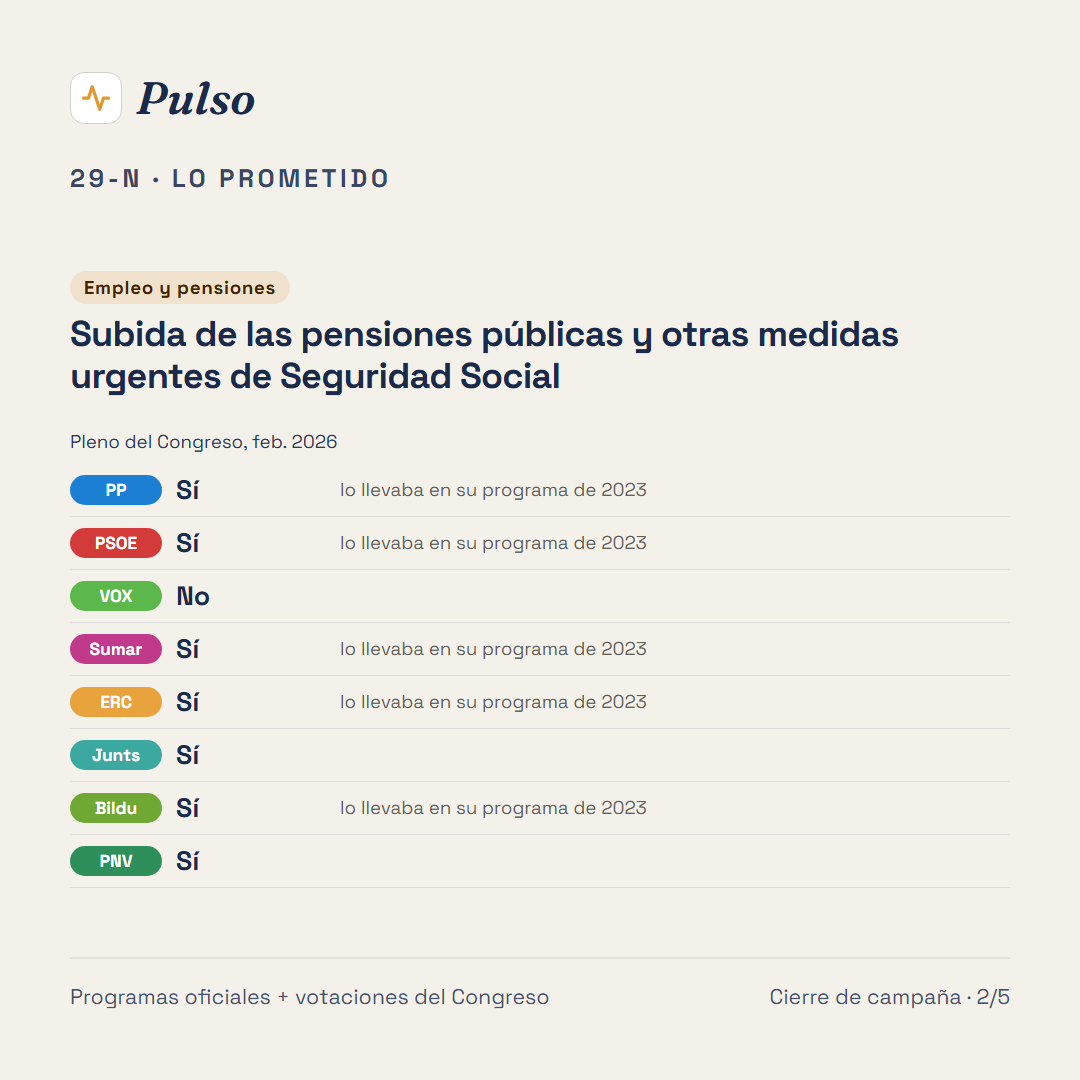 Pulso
29-N · LO PROMETIDO
Empleo y pensiones
Subida de las pensiones públicas y otras medidas
urgentes de Seguridad Social
Pleno del Congreso, feb. 2026
PP Sí lo llevaba en su programa de 2023
PSOE Sí lo llevaba en su programa de 2023
VOX No
Sumar Sí lo llevaba en su programa de 2023
ERC Sí lo llevaba en su programa de 2023
Junts Sí
Bildu Sí lo llevaba en su programa de 2023
PNV Sí
Programas oficiales + votaciones del Congreso Cierre de campaña · 2/5